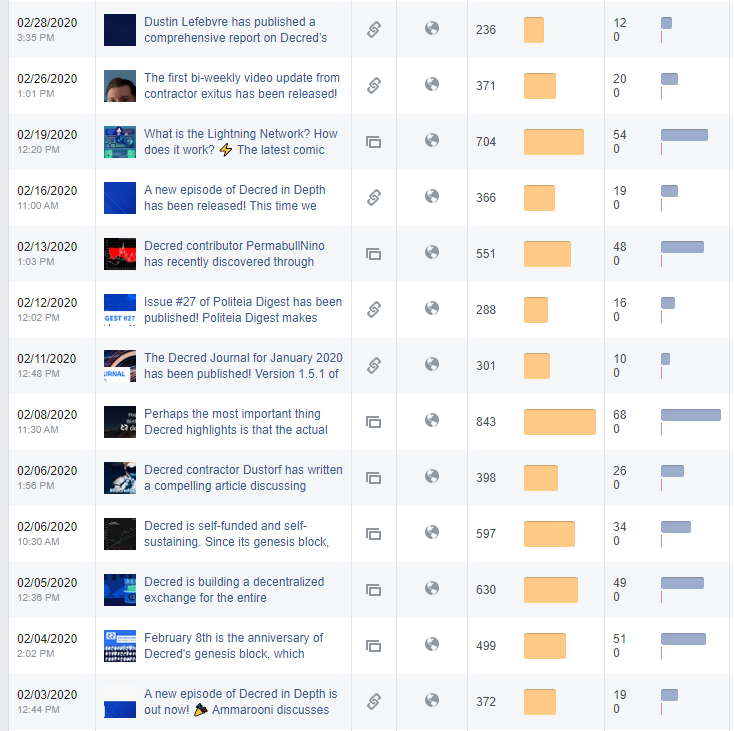 02/28/2020
3:35 PM
Dustin Lefebvre has published a
comprehensive report on Decred's
236
12
0
02/26/2020
1:01 PM
The first bi-weekly video update from
contractor exitus has been released!
371
20
0
02/19/2020
12:20 PM
What is the Lightning Network? How
does it work? ⚡ The latest comic
704
54
0
02/16/2020
11:00 AM
A new episode of Decred in Depth
has been released! This time we
366
19
0
02/13/2020
1:03 PM
Decred contributor PermabullNino
has recently discovered through
551
48
0
02/12/2020
12:02 PM
GEST #27
Issue #27 of Politeia Digest has been
published! Politeia Digest makes
288
16
0
02/11/2020
12:48 PM
URNAL
The Decred Journal for January 2020
has been published! Version 1.5.1 of
301
10
0
02/08/2020
11:30 AM
Perhaps the most important thing
Decred highlights is that the actual
843
68
0
02/06/2020
1:56 PM
Decred contractor Dustorf has written
a compelling article discussing
398
26
0
02/06/2020
10:30 AM
Decred is self-funded and self-
sustaining. Since its genesis block,
597
34
0
02/05/2020
12:36 PM
Decred is building a decentralized
exchange for the entire
630
49
0
02/04/2020
2:02 PM
February 8th is the anniversary of
Decred's genesis block, which
499
51
0
02/03/2020
12:44 PM
A new episode of Decred in Depth is
out now! 🎉 Ammarooni discusses
372
19
0